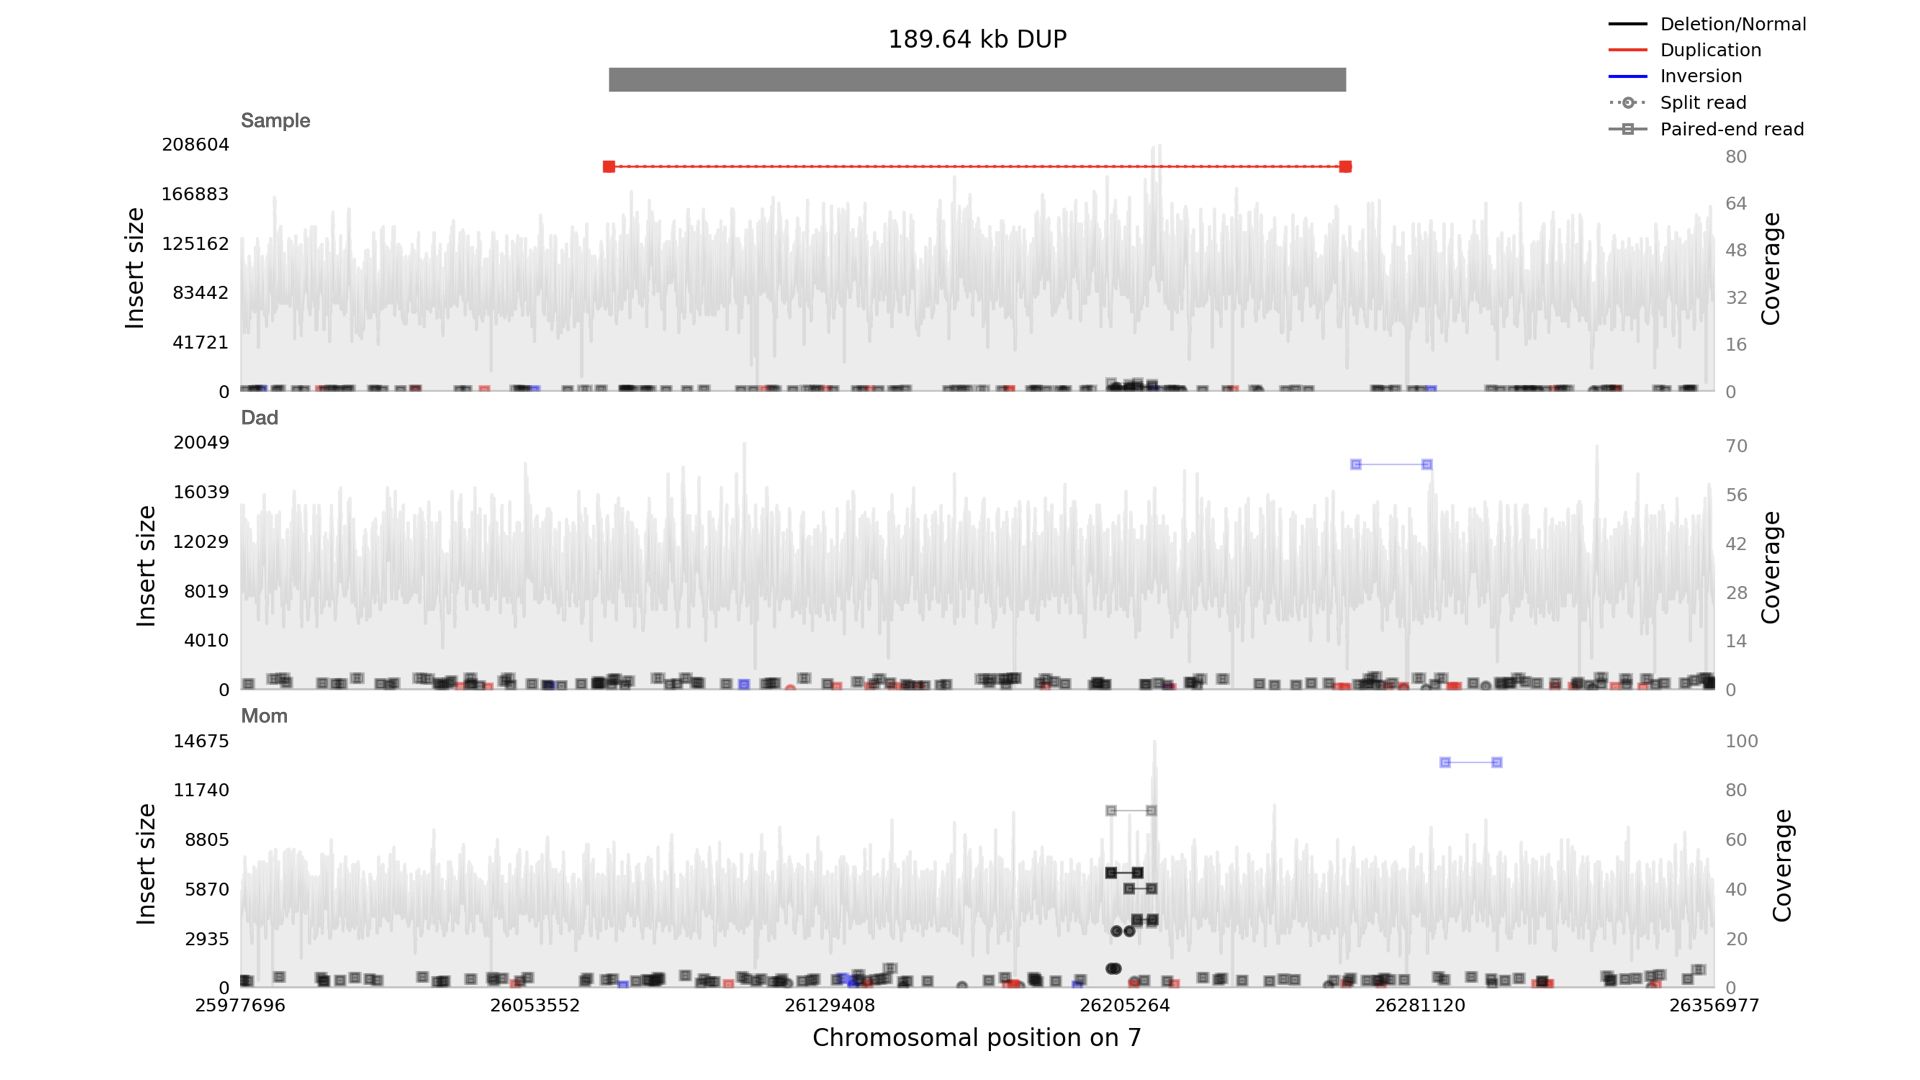 189.64 kb DUP
Deletion/Normal
Duplication
Inversion
Split read
Paired-end read
Sample
208604
166883
125162
83442
41721
0
Insert size
80
64
48
32
16
0
Coverage
Dad
20049
16039
12029
8019
4010
0
Insert size
70
56
42
28
14
0
Coverage
Mom
14675
11740
8805
5870
2935
0
Insert size
100
80
60
40
20
0
Coverage
25977696 26053552 26129408 26205264 26281120 26356977
Chromosomal position on 7